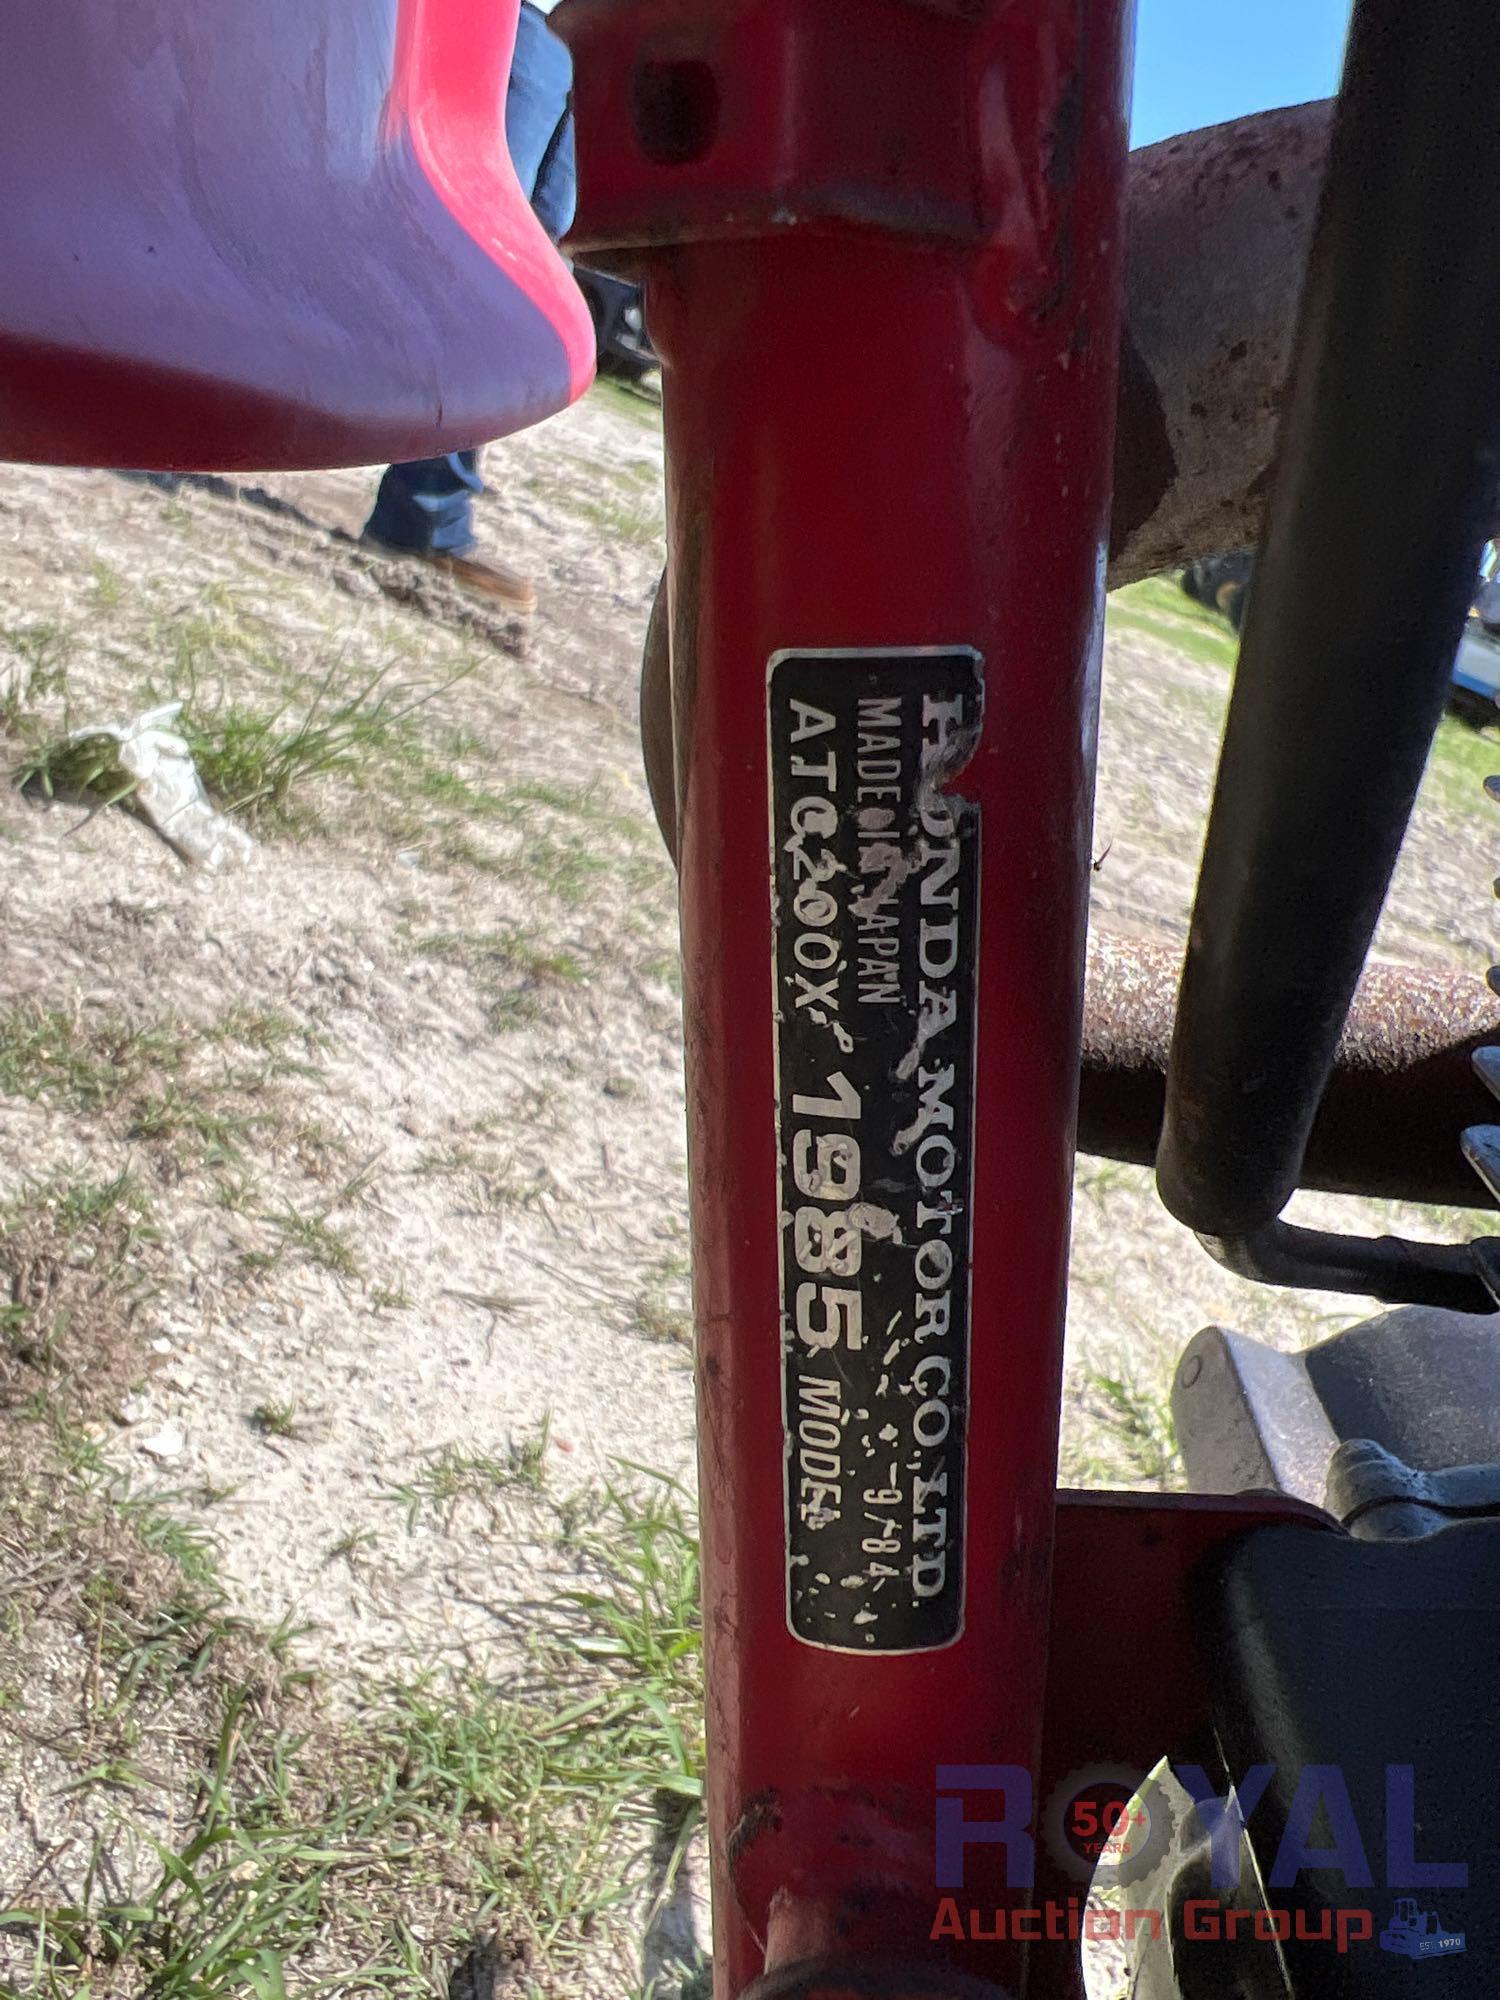 HONDA MOTOR CO., LTD.
MADE IN JAPAN 9/84
ATC200X 1985 MODEL
ROYAL
50+
YEARS
Auction Group
EST. 1970